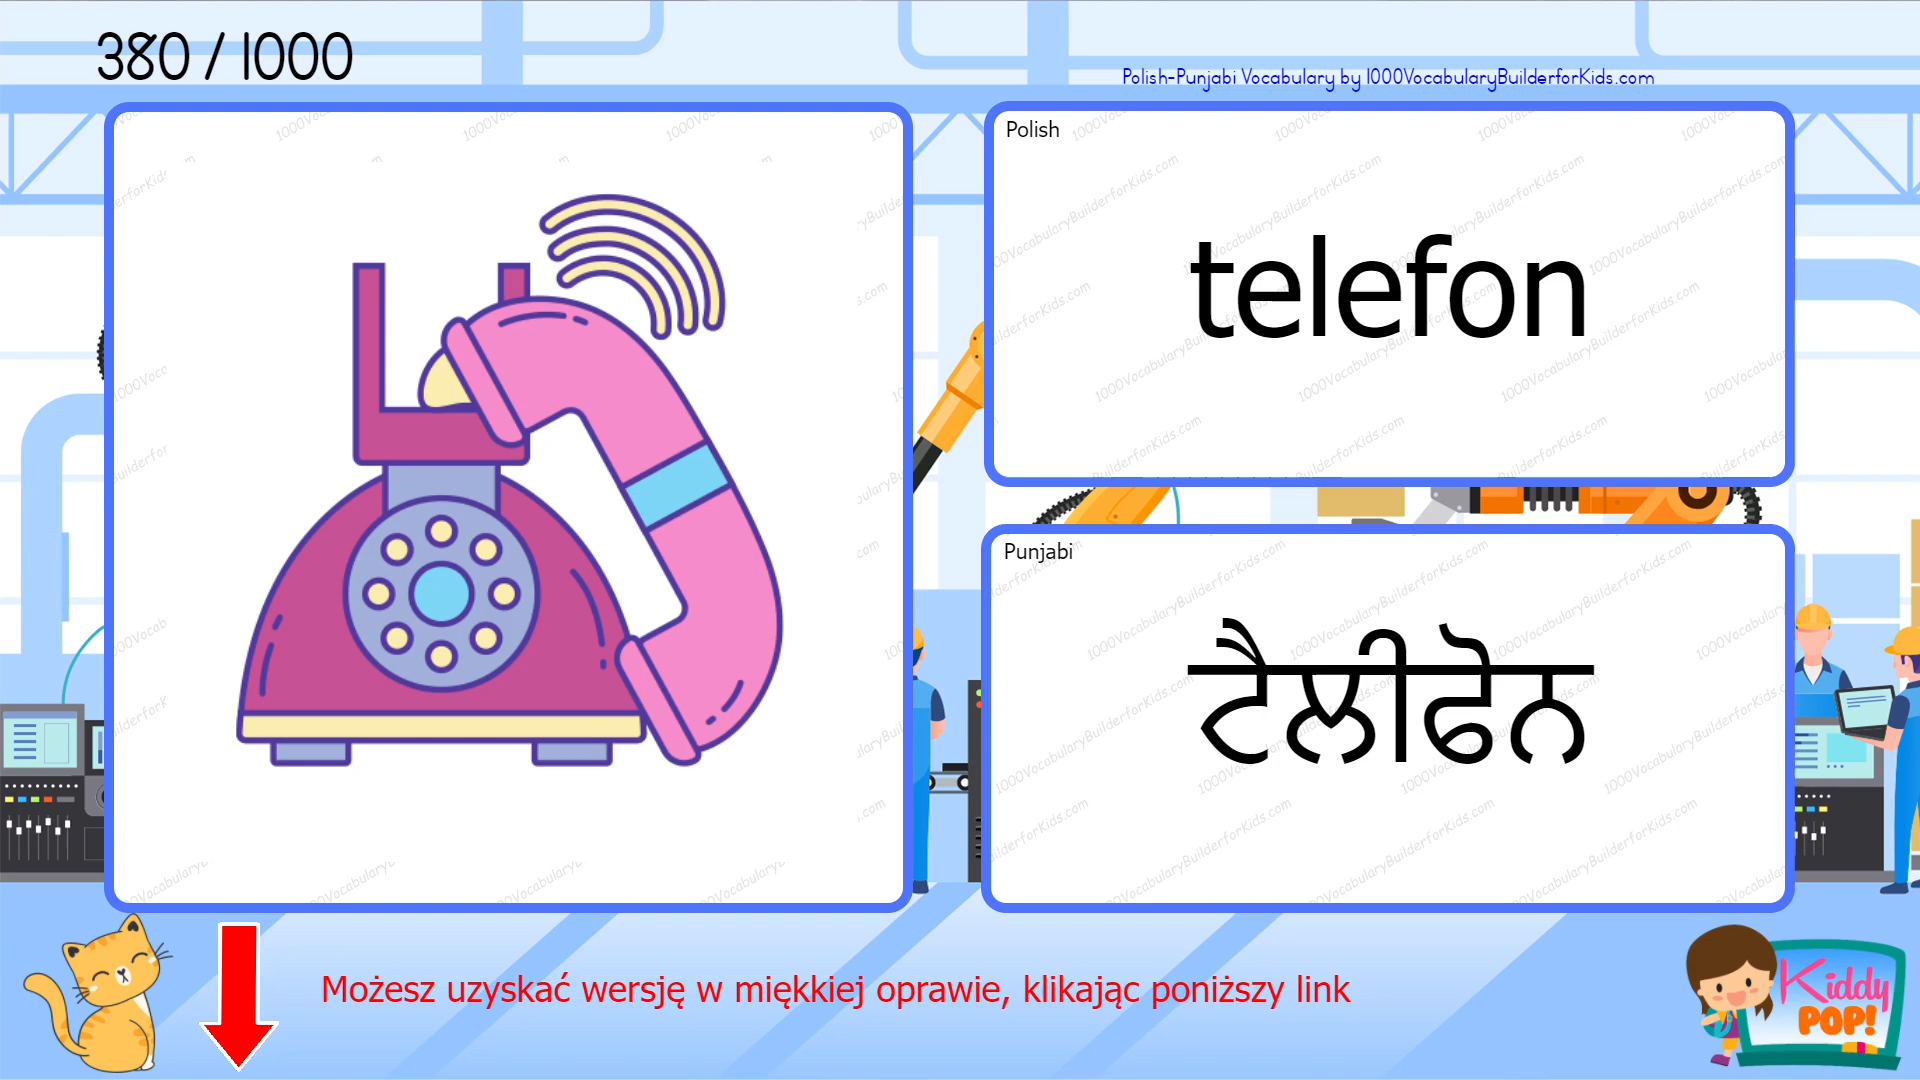 380 / 1000
Polish-Punjabi Vocabulary by 1000VocabularyBuilderforKids.com
Polish
telefon
Punjabi
ਟੈਲੀਫੋਨ
Możesz uzyskać wersję w miękkiej oprawie, klikając poniższy link
Kiddy
POP!